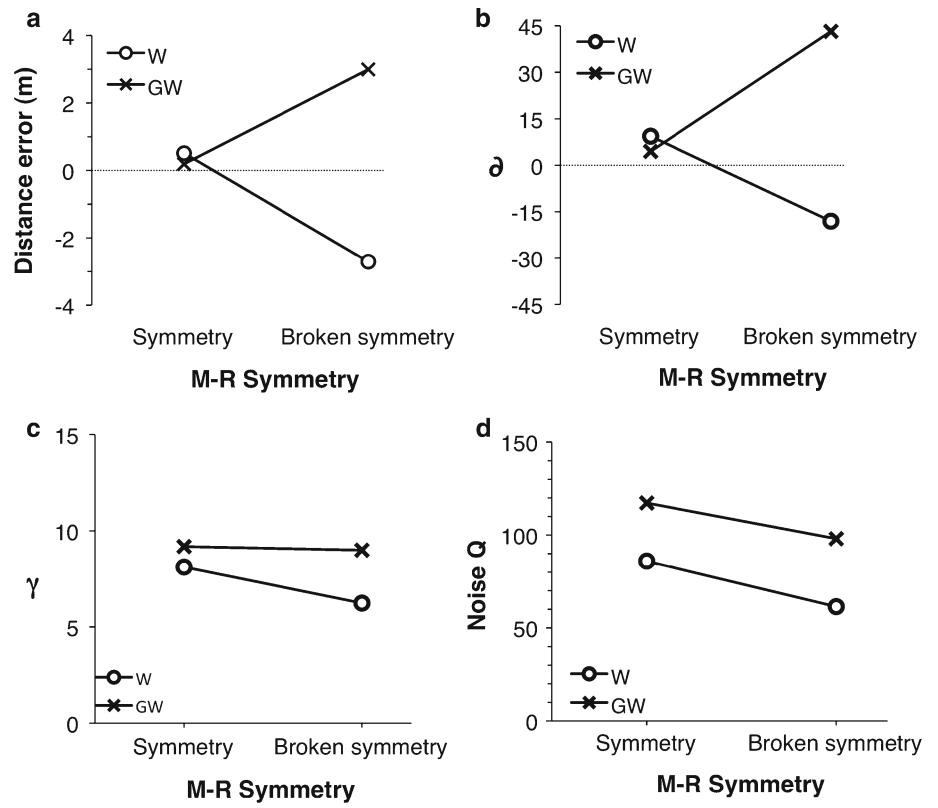 a
4
2
0
-2
-4
Distance error (m)
W
GW
Symmetry Broken symmetry
M-R Symmetry
b
45
30
15
0
-15
-30
-45
∂
W
GW
Symmetry Broken symmetry
M-R Symmetry
c
15
10
5
0
γ
W
GW
Symmetry Broken symmetry
M-R Symmetry
d
150
100
50
0
Noise Q
W
GW
Symmetry Broken symmetry
M-R Symmetry